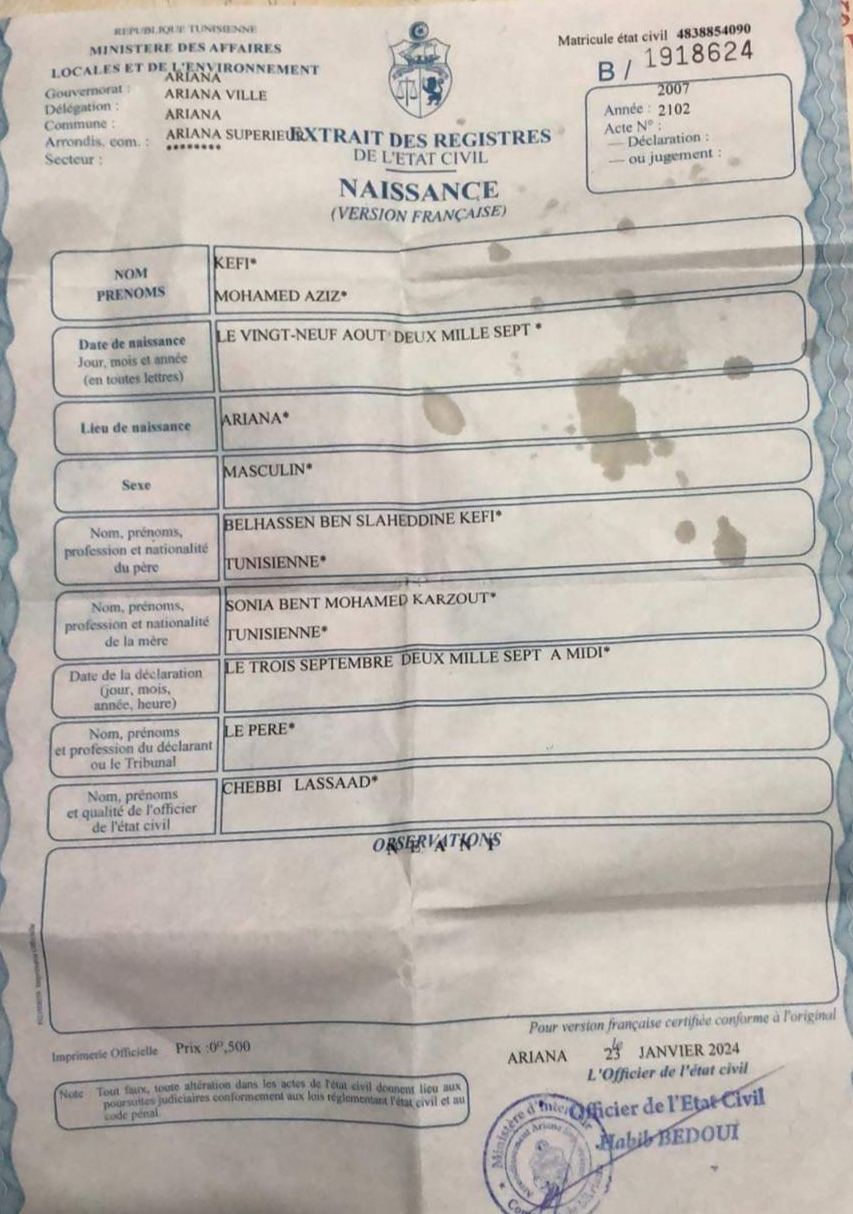 REPUBLIQUE TUNISIENNE
MINISTERE DES AFFAIRES
LOCALES ET DE L'ENVIRONNEMENT
Gouvernorat : ARIANA
Délégation : ARIANA VILLE
Commune : ARIANA
Arrondis. com. : ARIANA SUPERIEUR
Secteur : ********
Matricule état civil 4838854090
B / 1918624
2007
Année : 2102
Acte N° :
— Déclaration :
— ou jugement :
EXTRAIT DES REGISTRES
DE L'ETAT CIVIL
NAISSANCE
(VERSION FRANÇAISE)
NOM
PRENOMS
KEFI*
MOHAMED AZIZ*
Date de naissance
Jour, mois et année
(en toutes lettres)
LE VINGT-NEUF AOUT DEUX MILLE SEPT *
Lieu de naissance
ARIANA*
Sexe
MASCULIN*
Nom, prénoms,
profession et nationalité
du père
BELHASSEN BEN SLAHEDDINE KEFI*
TUNISIENNE*
Nom, prénoms,
profession et nationalité
de la mère
SONIA BENT MOHAMED KARZOUT*
TUNISIENNE*
Date de la déclaration
(jour, mois,
année, heure)
LE TROIS SEPTEMBRE DEUX MILLE SEPT A MIDI*
Nom, prénoms
et profession du déclarant
ou le Tribunal
LE PERE*
Nom, prénoms
et qualité de l'officier
de l'état civil
CHEBBI LASSAAD*
OBSERVATIONS
N E A N T
Pour version française certifiée conforme à l'original
Imprimerie Officielle Prix :0ᴰ,500
ARIANA JANVIER 2024
L'Officier de l'état civil
Note : Tout faux, toute altération dans les actes de l'état civil donnent lieu aux
poursuites judiciaires conformement aux lois réglementant l'état civil et au
code pénal
Officier de l'Etat Civil
Habib BEDOUI
Ministère d'Interieur